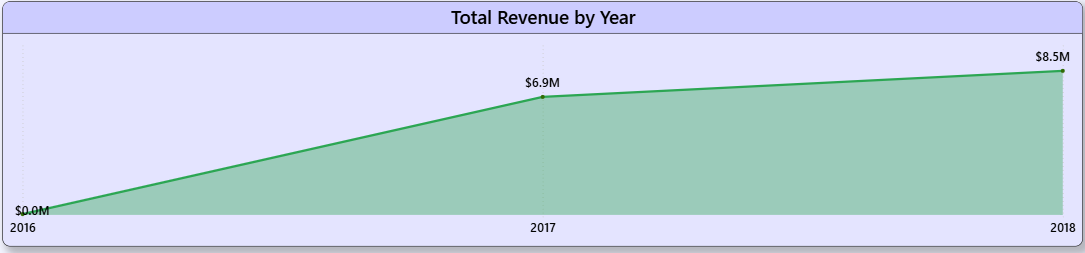 Total Revenue by Year
$8.5M
$6.9M
$0.0M
2016 2017 2018